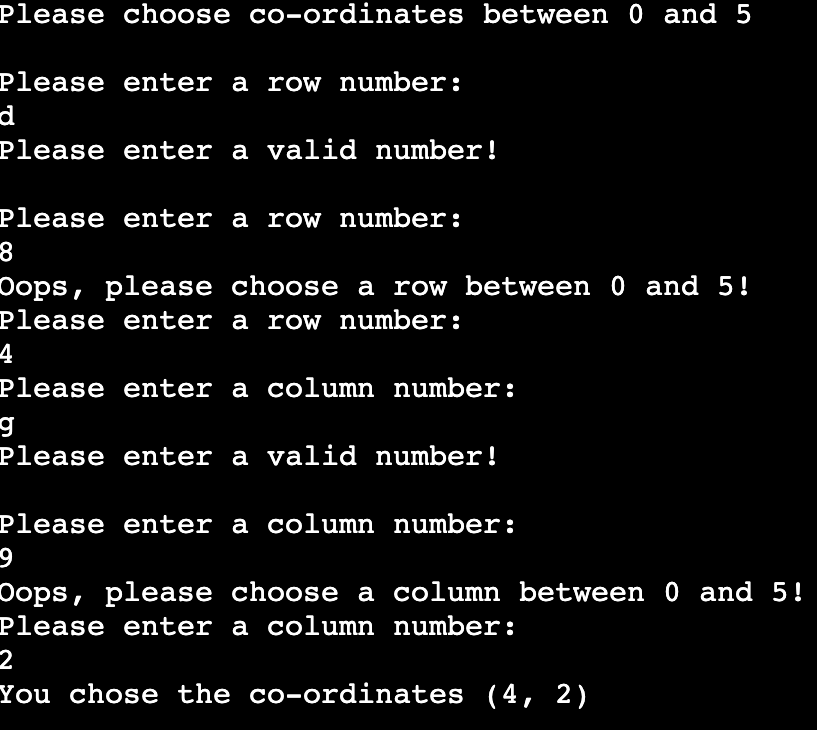 Please choose co-ordinates between 0 and 5
Please enter a row number:
d
Please enter a valid number!
Please enter a row number:
8
Oops, please choose a row between 0 and 5!
Please enter a row number:
4
Please enter a column number:
g
Please enter a valid number!
Please enter a column number:
9
Oops, please choose a column between 0 and 5!
Please enter a column number:
2
You chose the co-ordinates (4, 2)